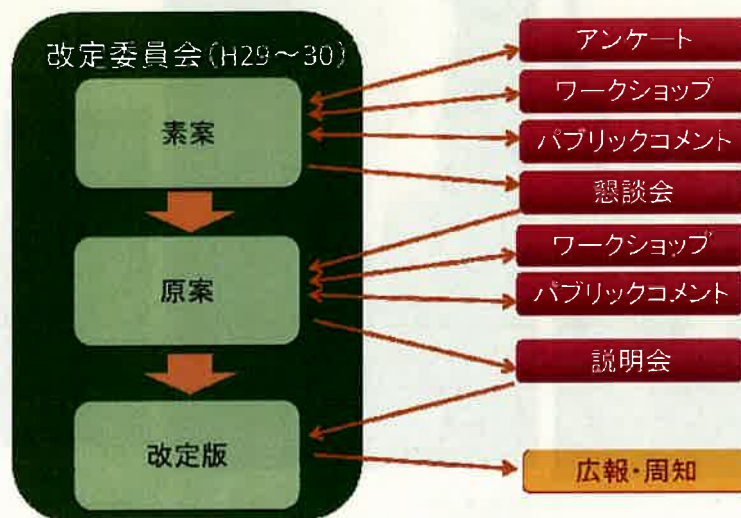 改定委員会(H29～30)
素案
原案
改定版
アンケート
ワークショップ
パブリックコメント
懇談会
ワークショップ
パブリックコメント
説明会
広報・周知